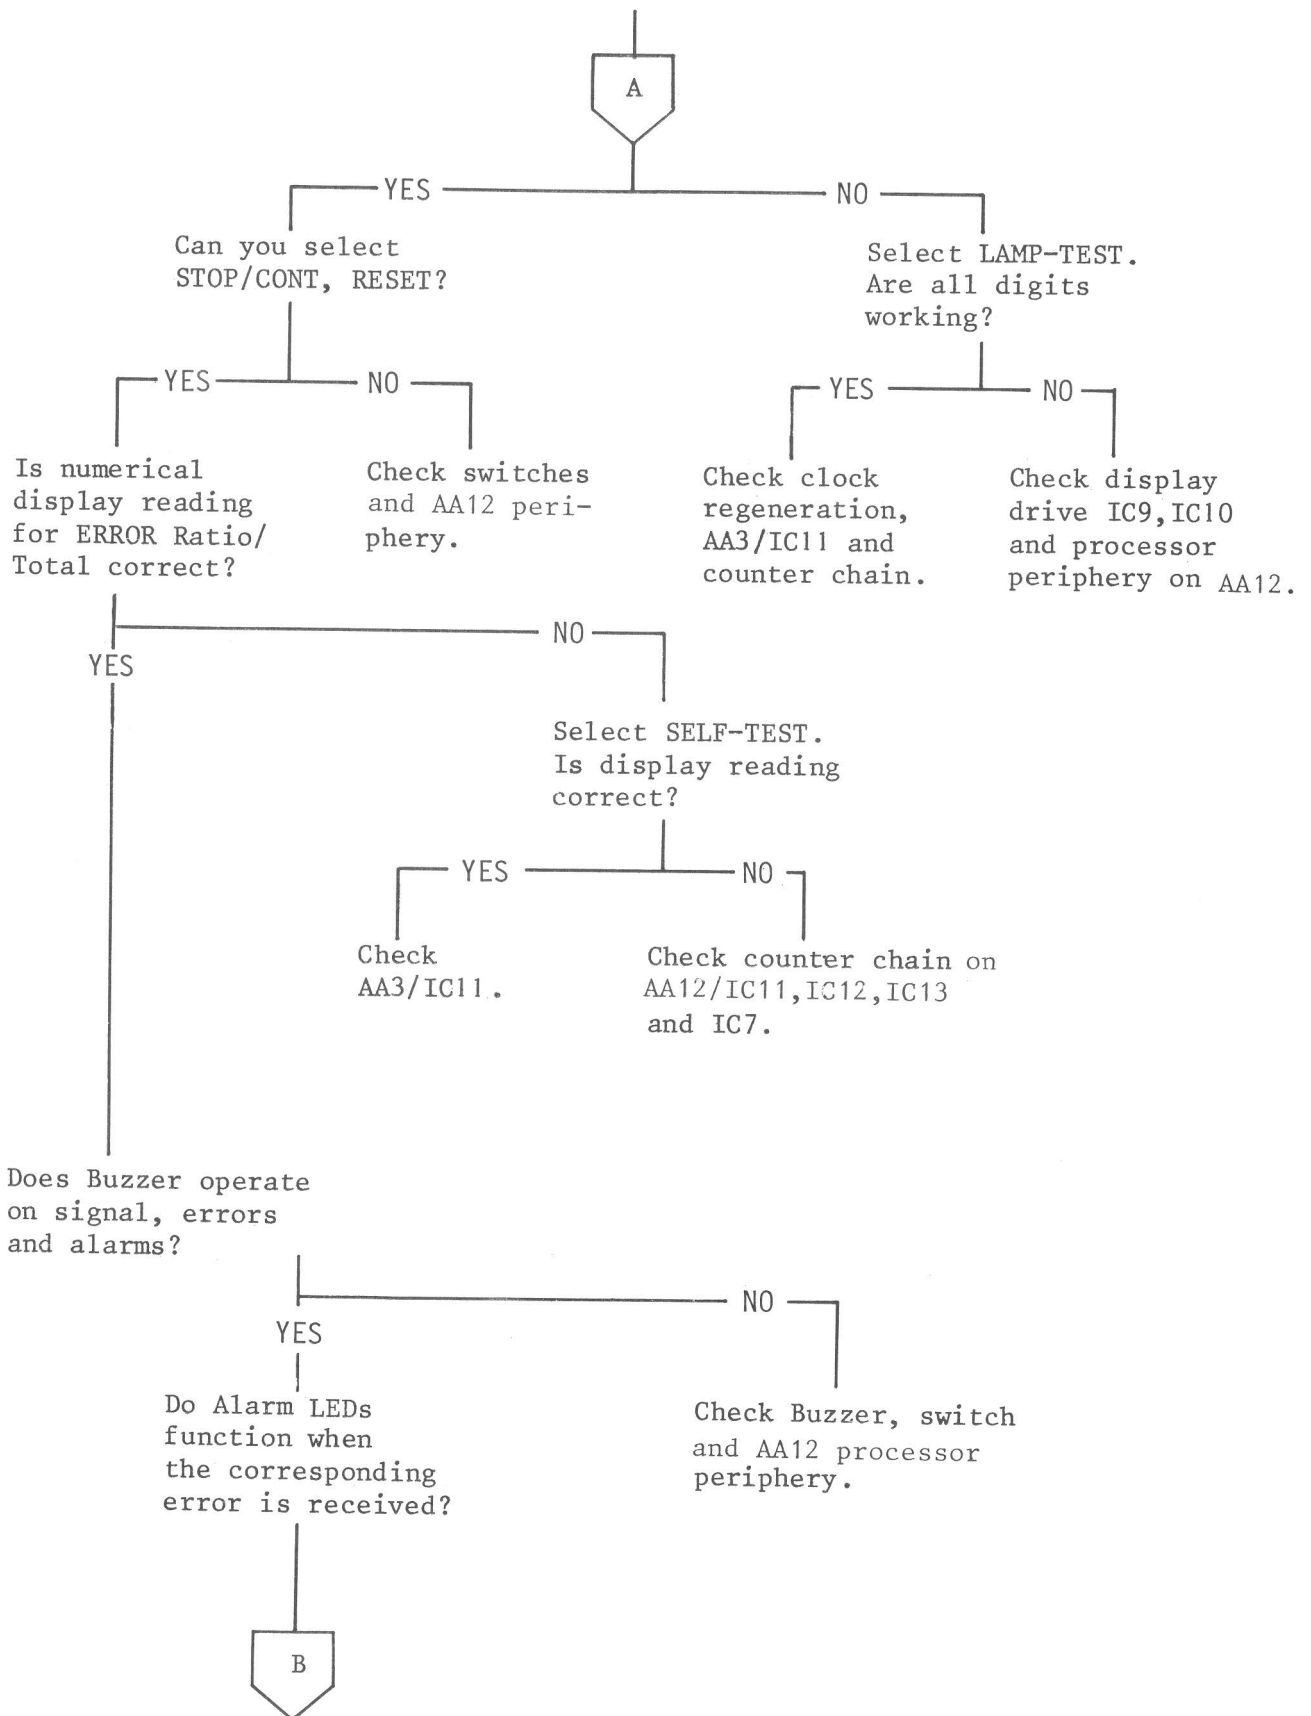 A
YES
NO
Can you select
STOP/CONT, RESET?
Select LAMP-TEST.
Are all digits
working?
YES
NO
YES
NO
Is numerical
display reading
for ERROR Ratio/
Total correct?
Check switches
and AA12 peri-
phery.
Check clock
regeneration,
AA3/IC11 and
counter chain.
Check display
drive IC9,IC10
and processor
periphery on AA12.
NO
YES
Select SELF-TEST.
Is display reading
correct?
YES
NO
Check
AA3/IC11.
Check counter chain on
AA12/IC11,IC12,IC13
and IC7.
Does Buzzer operate
on signal, errors
and alarms?
NO
YES
Do Alarm LEDs
function when
the corresponding
error is received?
Check Buzzer, switch
and AA12 processor
periphery.
B